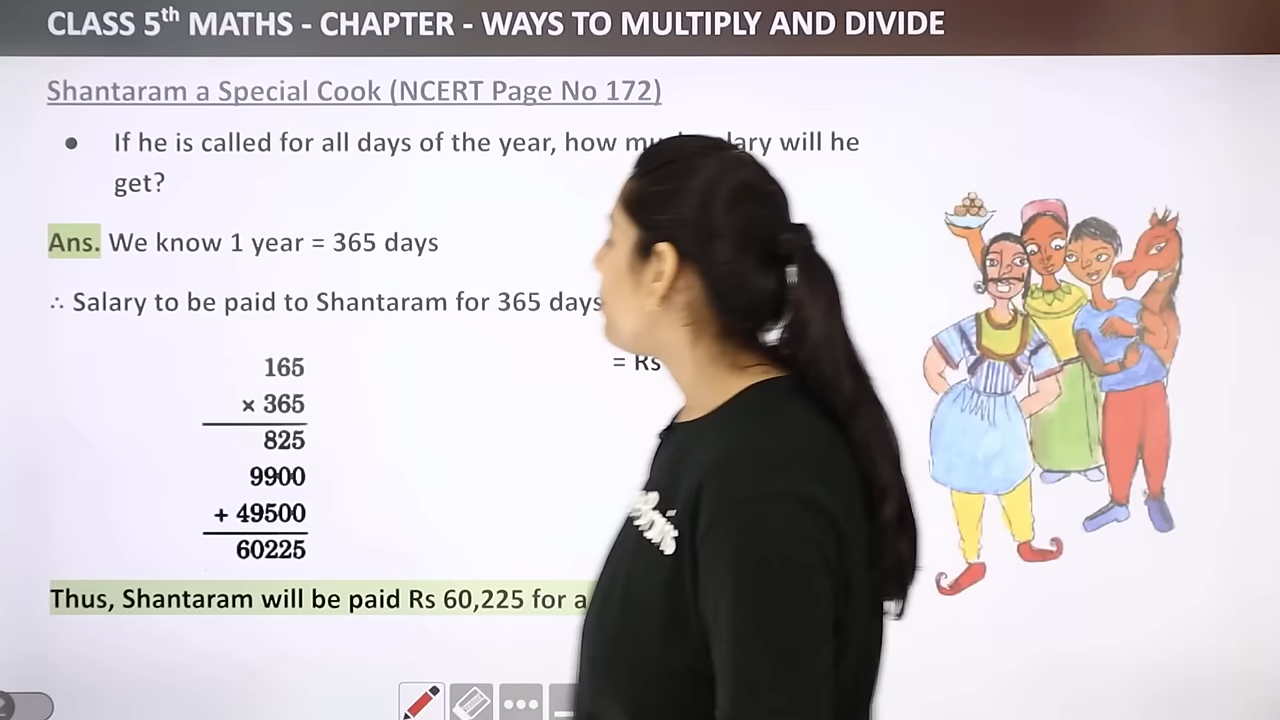 CLASS 5th MATHS - CHAPTER - WAYS TO MULTIPLY AND DIVIDE
Shantaram a Special Cook (NCERT Page No 172)
● If he is called for all days of the year, how will he
get?
Ans. We know 1 year = 365 days
∴ Salary to be paid to Shantaram for 365 days
= Rs
165
× 365
825
9900
+ 49500
60225
Thus, Shantaram will be paid Rs 60,225 for a